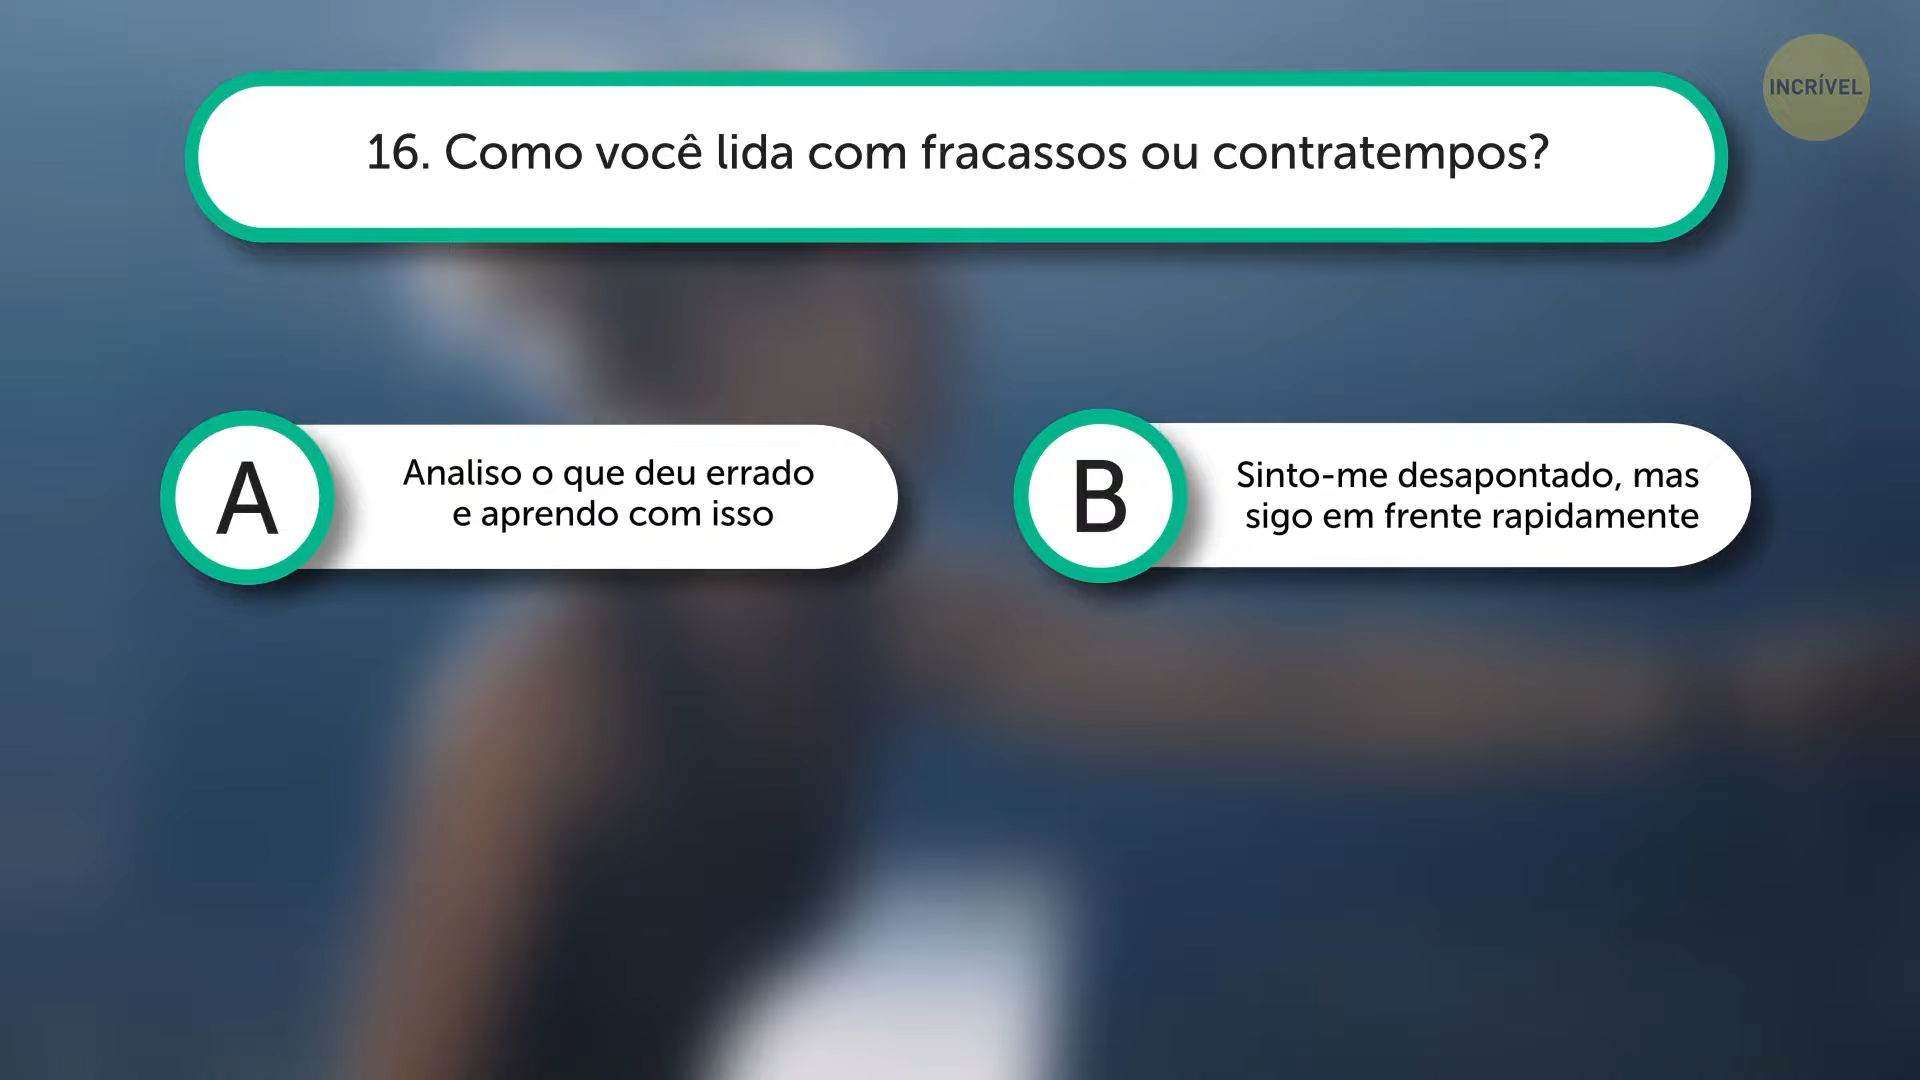 INCRÍVEL
16. Como você lida com fracassos ou contratempos?
A
Analiso o que deu errado
e aprendo com isso
B
Sinto-me desapontado, mas
sigo em frente rapidamente